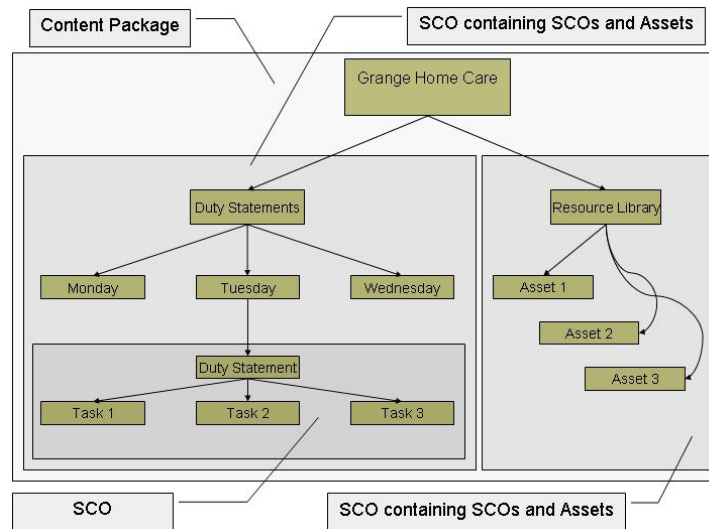 Content Package
SCO containing SCOs and Assets
Grange Home Care
Duty Statements
Resource Library
Monday
Tuesday
Wednesday
Asset 1
Asset 2
Duty Statement
Asset 3
Task 1
Task 2
Task 3
SCO
SCO containing SCOs and Assets